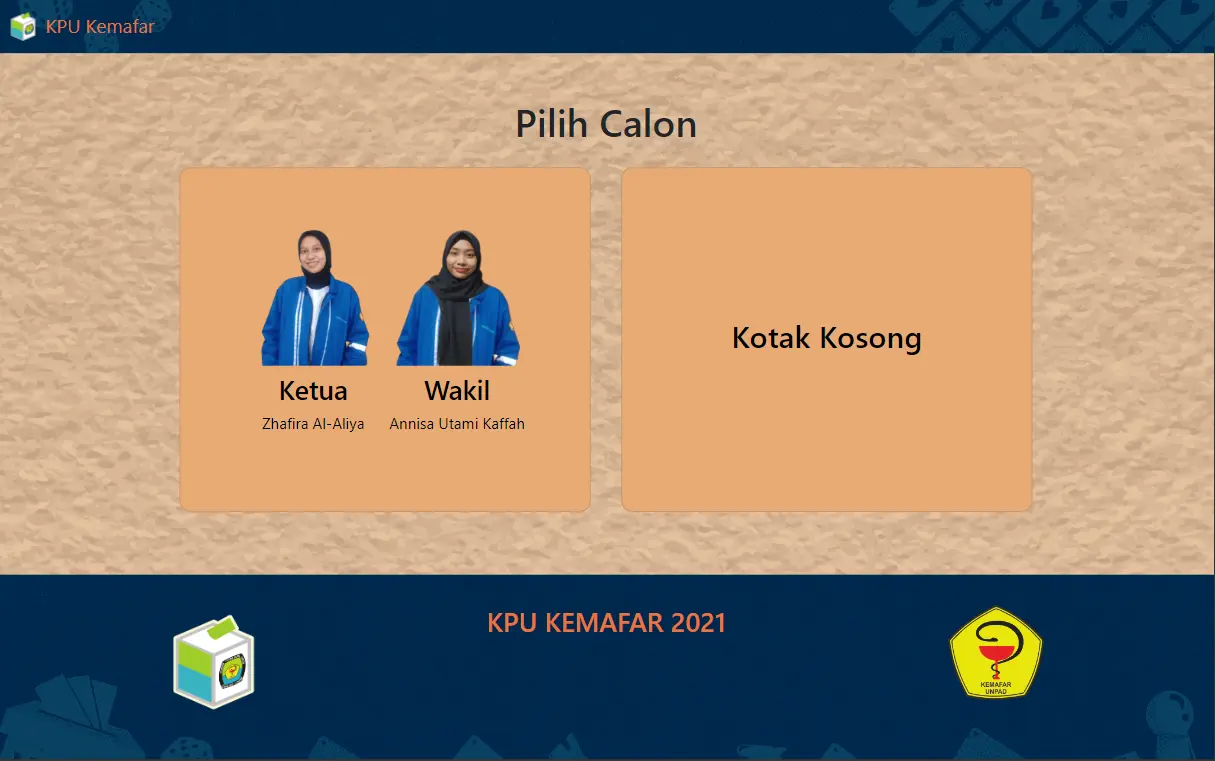 KPU Kemafar
Pilih Calon
Ketua
Wakil
Zhafira Al-Aliya
Annisa Utami Kaffah
Kotak Kosong
KPU KEMAFAR 2021
KEMAFAR
UNPAD